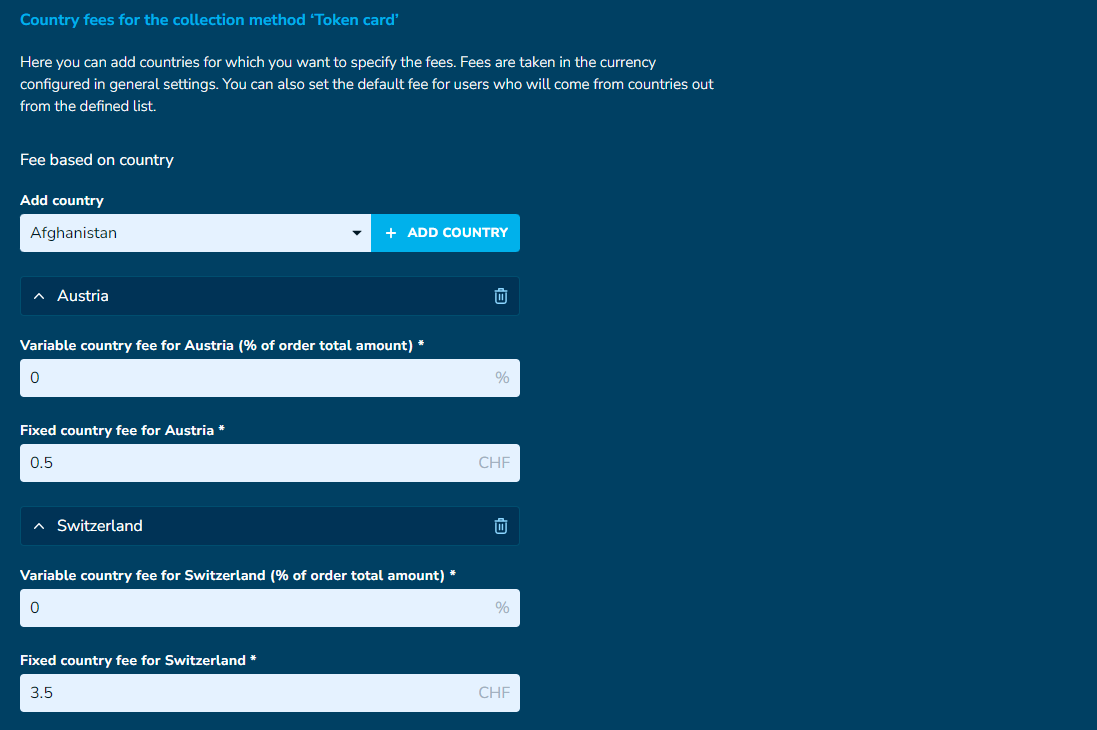 Country fees for the collection method ‘Token card’
Here you can add countries for which you want to specify the fees. Fees are taken in the currency
configured in general settings. You can also set the default fee for users who will come from countries out
from the defined list.
Fee based on country
Add country
Afghanistan
+ ADD COUNTRY
Austria
Variable country fee for Austria (% of order total amount) *
0 %
Fixed country fee for Austria *
0.5 CHF
Switzerland
Variable country fee for Switzerland (% of order total amount) *
0 %
Fixed country fee for Switzerland *
3.5 CHF